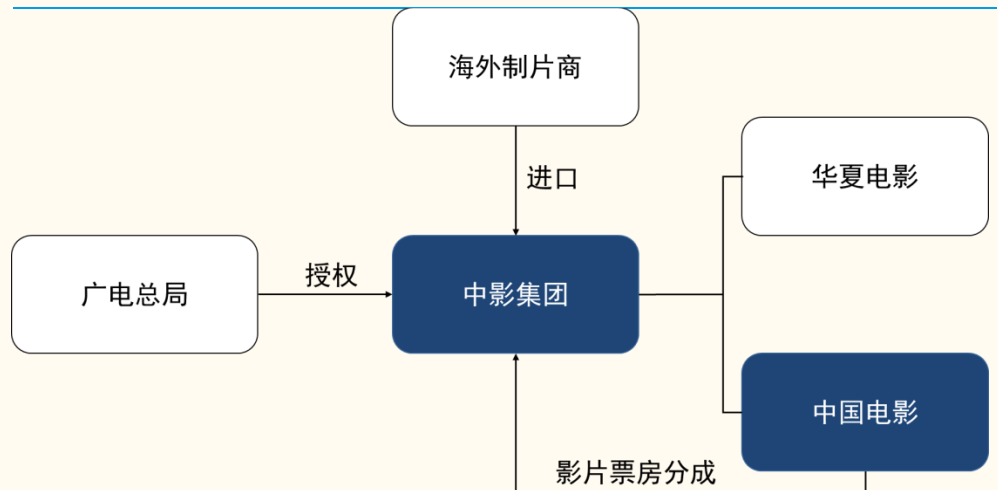 海外制片商
进口
华夏电影
广电总局
授权
中影集团
中国电影
影片票房分成